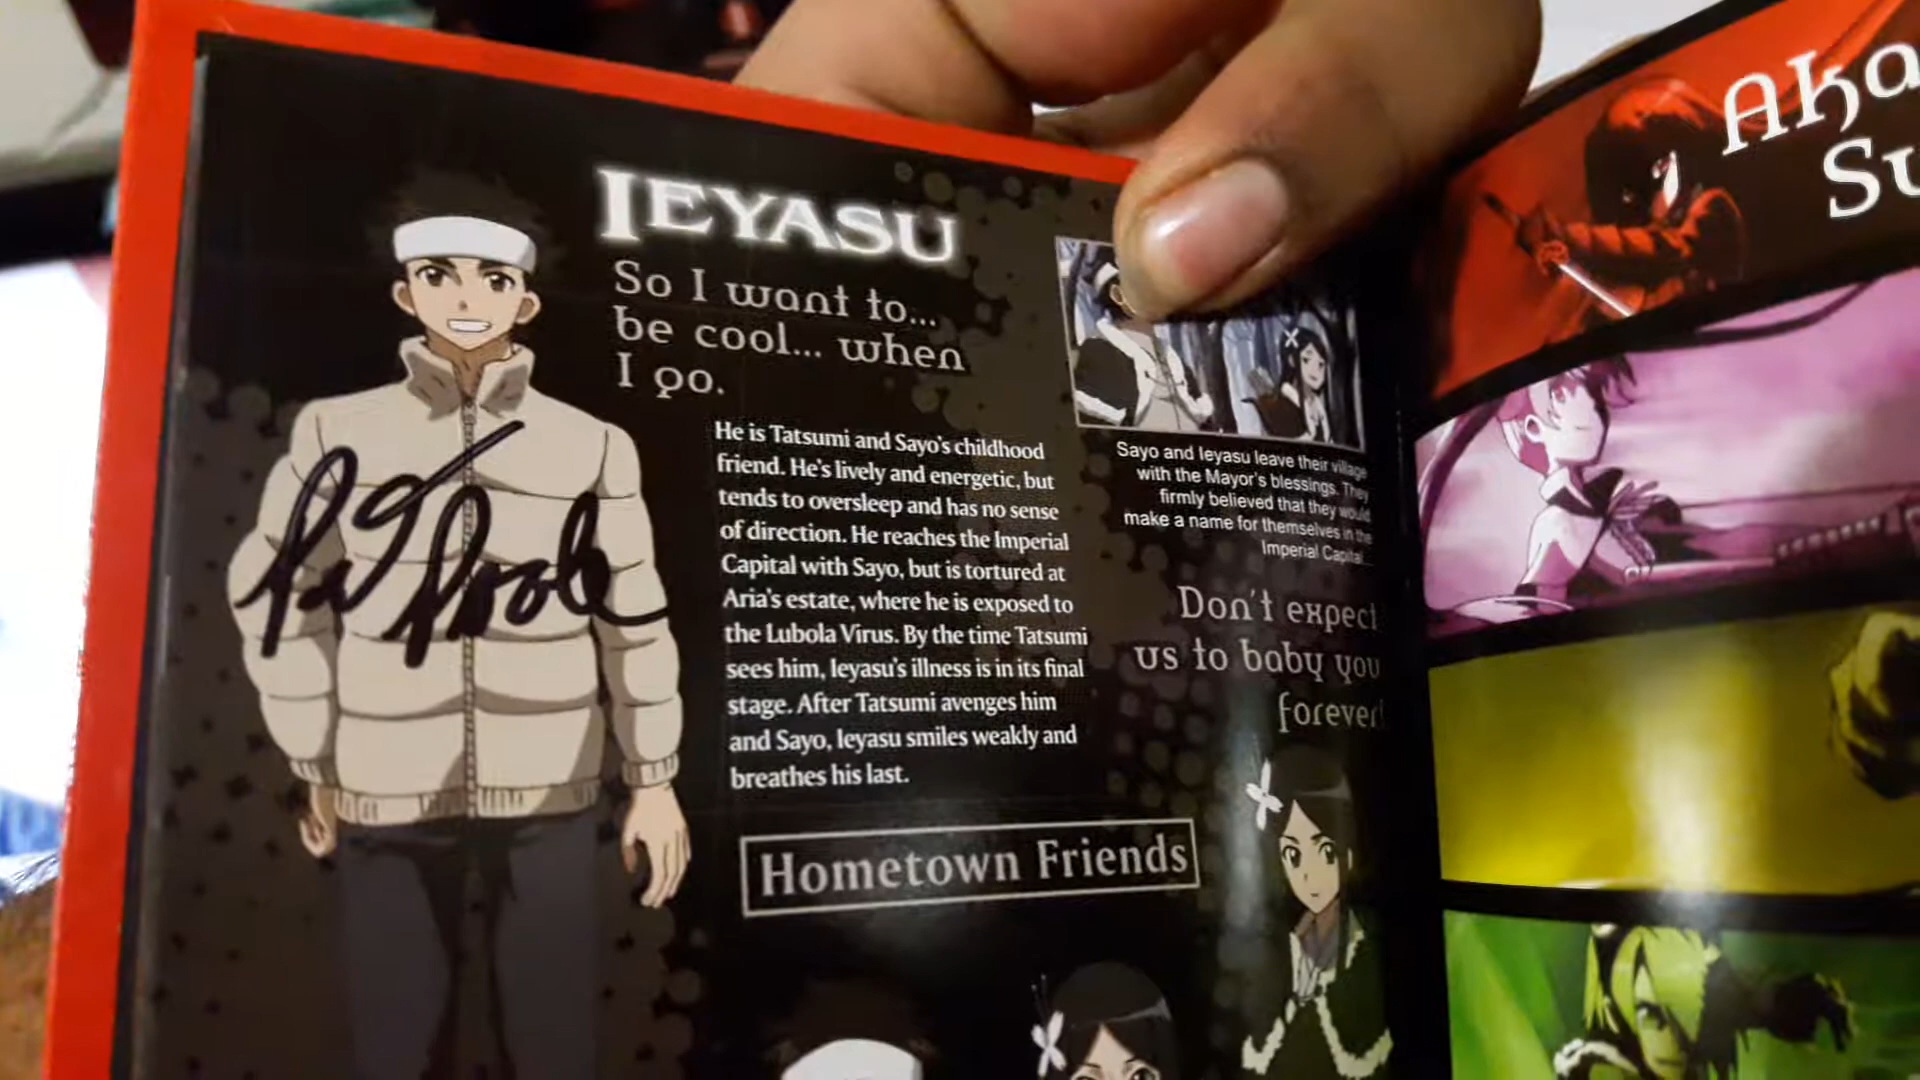 IEYASU
So I want to...
be cool... when
I go.
He is Tatsumi and Sayo's childhood
friend. He's lively and energetic, but
tends to oversleep and has no sense
of direction. He reaches the Imperial
Capital with Sayo, but is tortured at
Aria's estate, where he is exposed to
the Lubola Virus. By the time Tatsumi
sees him, Ieyasu's illness is in its final
stage. After Tatsumi avenges him
and Sayo, Ieyasu smiles weakly and
breathes his last.
Hometown Friends
Sayo and Ieyasu leave their village
with the Mayor's blessings. They
firmly believed that they would
make a name for themselves in the
Imperial Capital...
Don't expect
us to baby you
forever!
Aka
Su